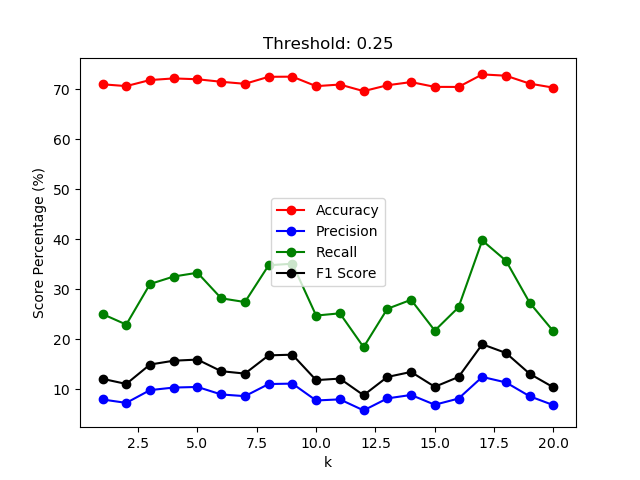 Threshold: 0.25
Score Percentage (%)
70
60
50
40
30
20
10
Accuracy
Precision
Recall
F1 Score
2.5 5.0 7.5 10.0 12.5 15.0 17.5 20.0
k